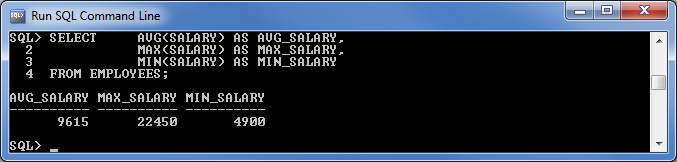 Run SQL Command Line
SQL> SELECT AVG(SALARY) AS AVG_SALARY,
2 MAX(SALARY) AS MAX_SALARY,
3 MIN(SALARY) AS MIN_SALARY
4 FROM EMPLOYEES;
AVG_SALARY MAX_SALARY MIN_SALARY
---------- ---------- ----------
9615 22450 4900
SQL> _